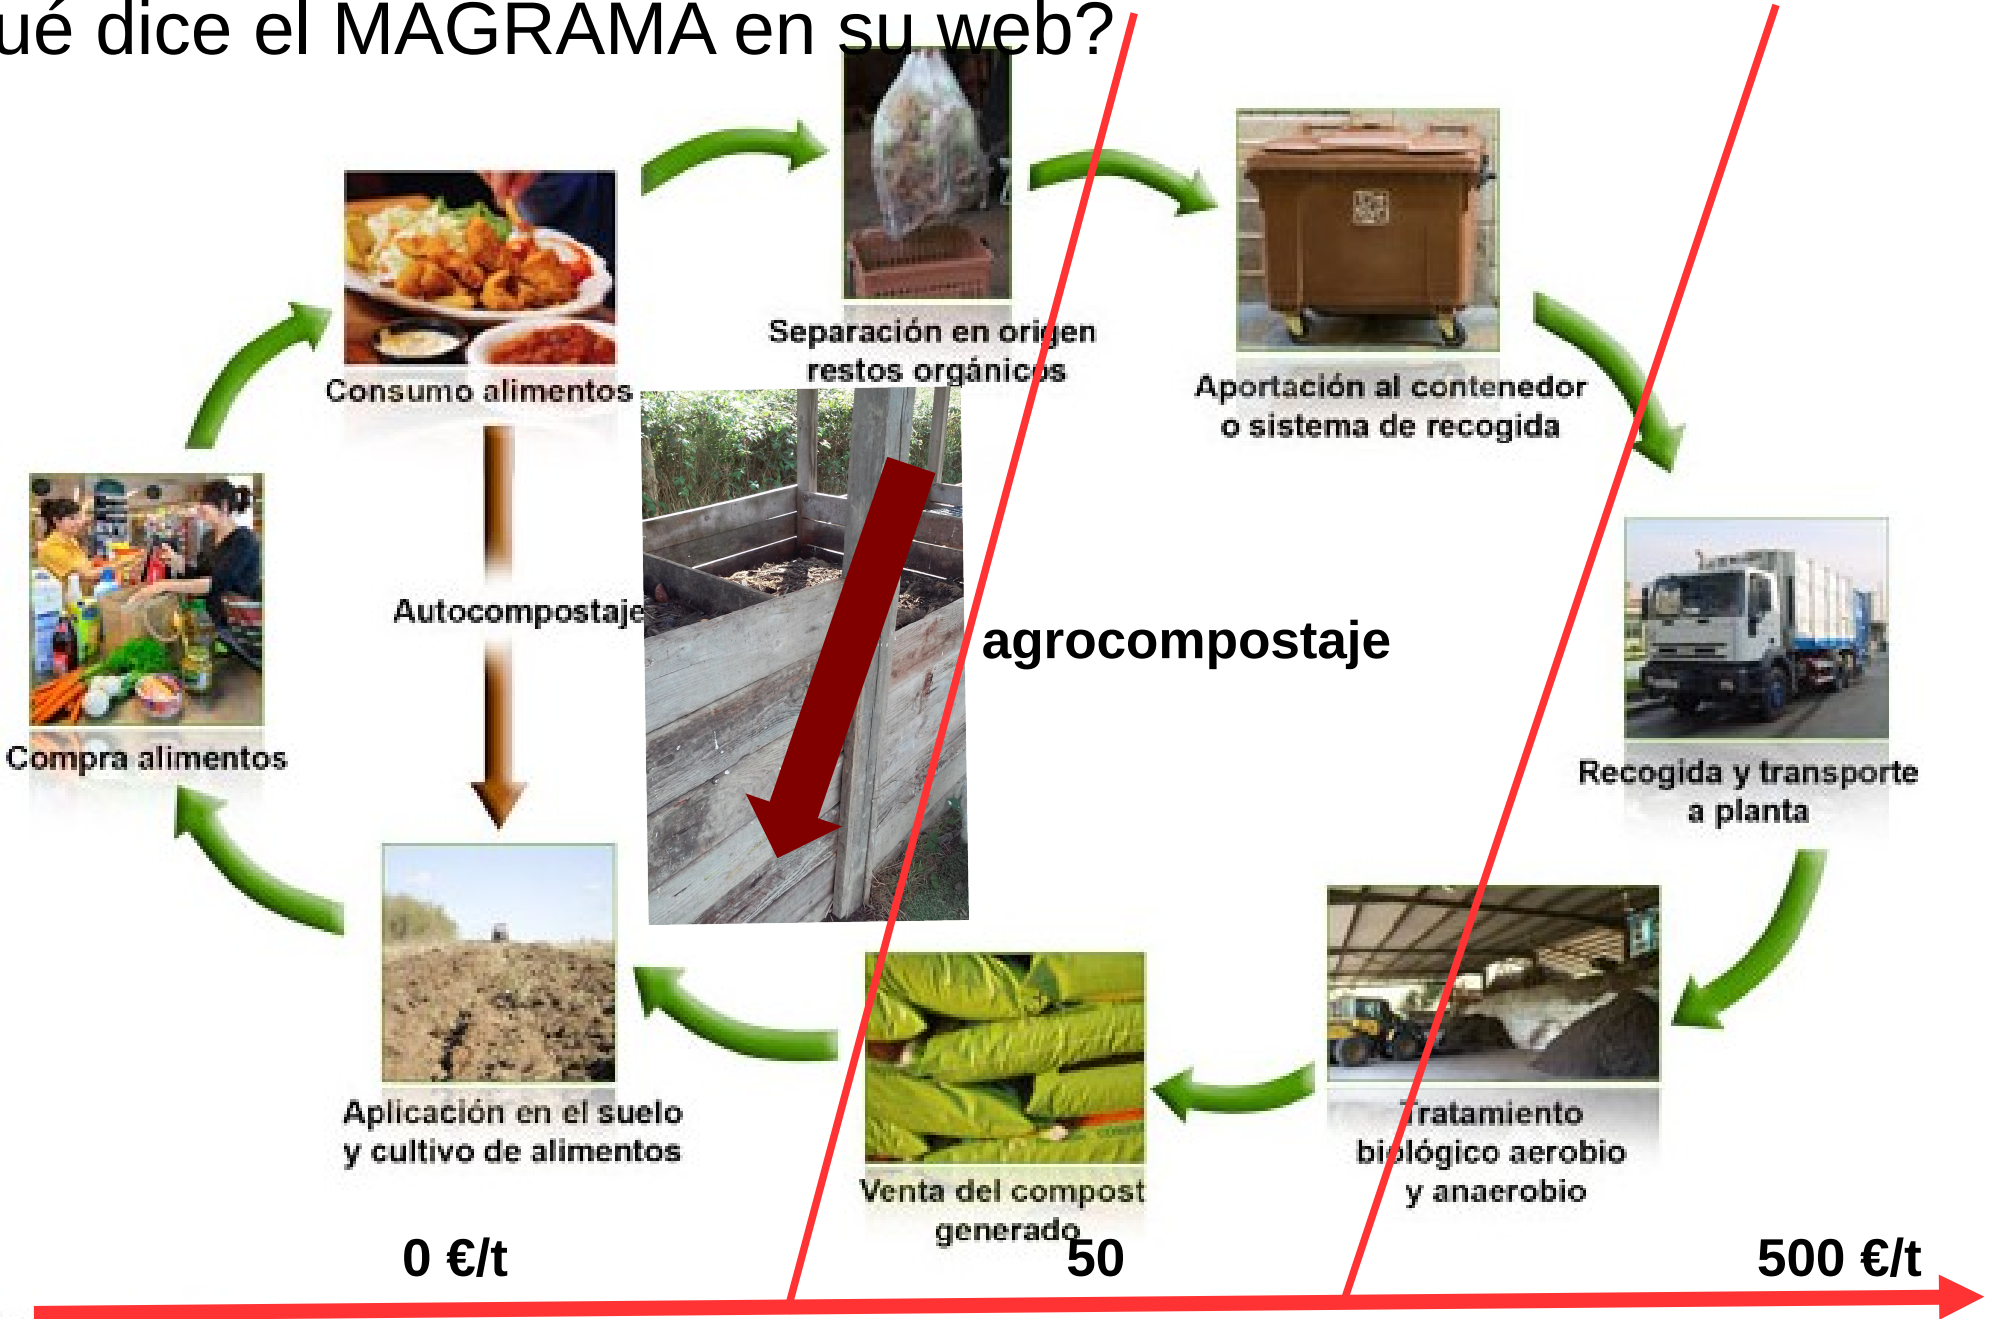 ué dice el MAGRAMA en su web?
Separación en origen
restos orgánicos
Consumo alimentos
Aportación al contenedor
o sistema de recogida
Autocompostaje
agrocompostaje
Compra alimentos
Recogida y transporte
a planta
Aplicación en el suelo
y cultivo de alimentos
Tratamiento
biológico aerobio
y anaerobio
Venta del compost
generado
0 €/t
50
500 €/t